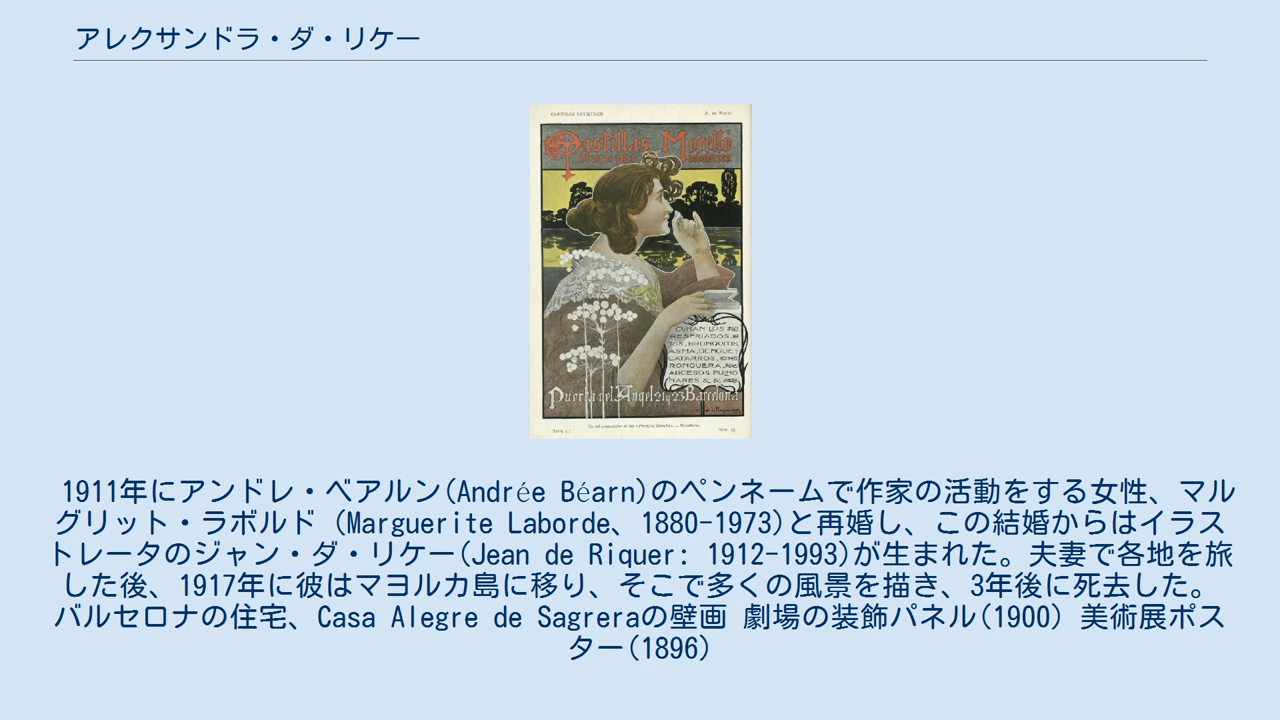 アレクサンドラ・ダ・リケー
Pastillas Morelló
CURAN LOS
RESFRIADOS,
TOS, BRONQUITIS,
ASMA, DENGUE Y
CATARROS,
RONQUERA,
ABCESOS PULMO
NARES & &
Puerta del Angel 21 y 23 Barcelona
1911年にアンドレ・ベアルン(Andrée Béarn)のペンネームで作家の活動をする女性、マル
グリット・ラボルド (Marguerite Laborde、1880-1973)と再婚し、この結婚からはイラス
トレータのジャン・ダ・リケー(Jean de Riquer: 1912-1993)が生まれた。夫妻で各地を旅
した後、1917年に彼はマヨルカ島に移り、そこで多くの風景を描き、3年後に死去した。
バルセロナの住宅、Casa Alegre de Sagreraの壁画 劇場の装飾パネル(1900) 美術展ポス
ター(1896)